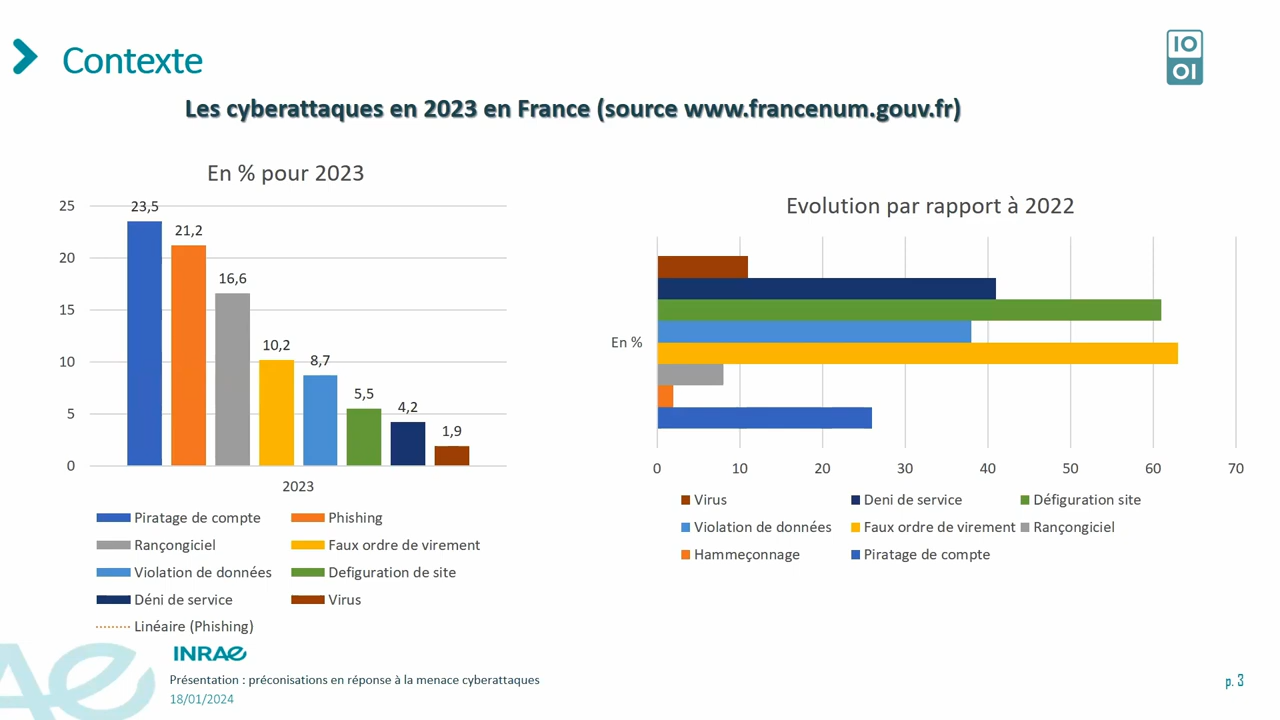 Contexte
IO
OI
Les cyberattaques en 2023 en France (source www.francenum.gouv.fr)
En % pour 2023
25
20
15
10
5
0
23,5
21,2
16,6
10,2
8,7
5,5
4,2
1,9
2023
Piratage de compte
Phishing
Rançongiciel
Faux ordre de virement
Violation de données
Defiguration de site
Déni de service
Virus
Linéaire (Phishing)
Evolution par rapport à 2022
En %
0 10 20 30 40 50 60 70
Virus
Deni de service
Défiguration site
Violation de données
Faux ordre de virement
Rançongiciel
Hammeçonnage
Piratage de compte
INRAE
Présentation : préconisations en réponse à la menace cyberattaques
18/01/2024
p. 3